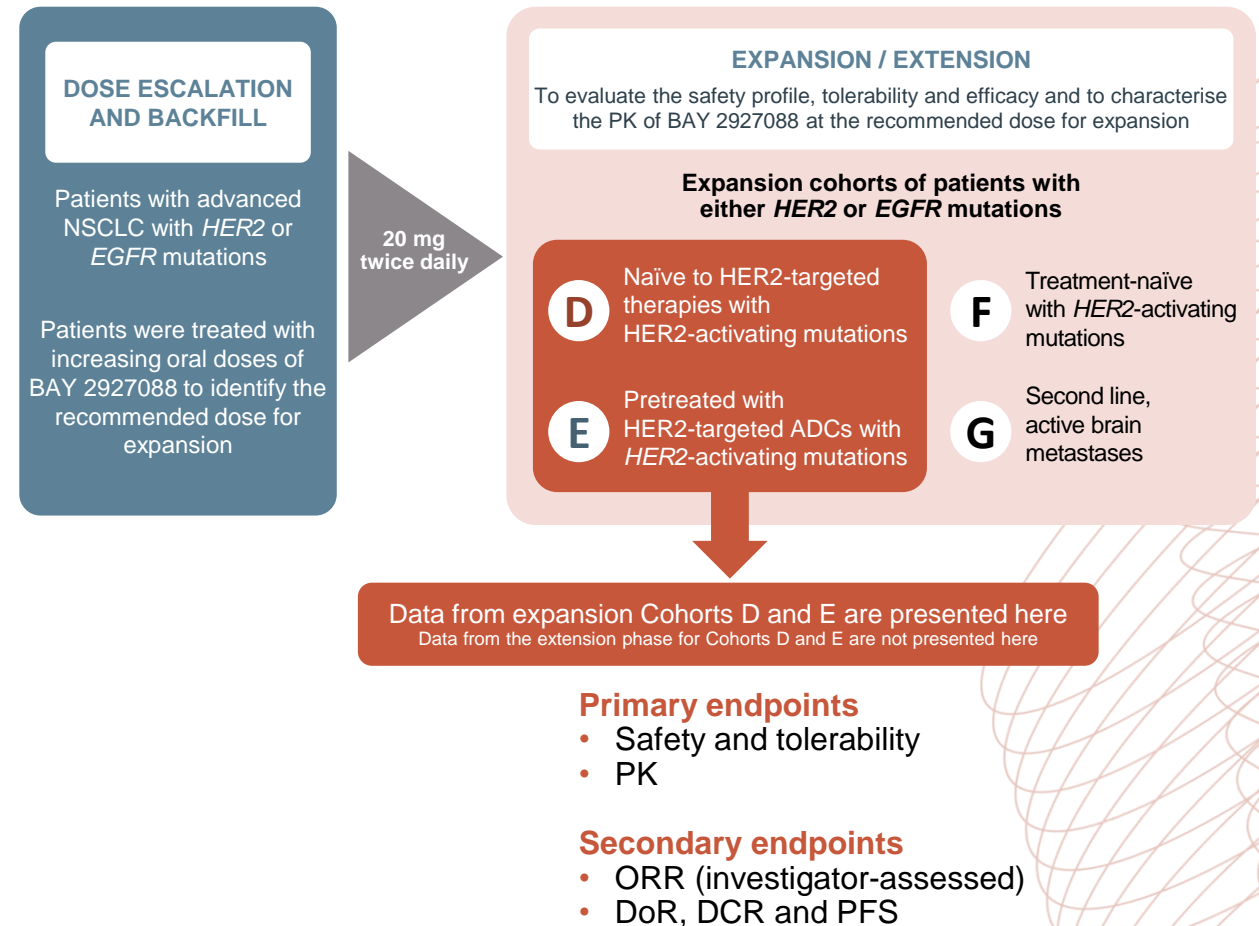 DOSE ESCALATION
AND BACKFILL
Patients with advanced
NSCLC with HER2 or
EGFR mutations
Patients were treated with
increasing oral doses of
BAY 2927088 to identify the
recommended dose for
expansion
20 mg
twice daily
EXPANSION / EXTENSION
To evaluate the safety profile, tolerability and efficacy and to characterise
the PK of BAY 2927088 at the recommended dose for expansion
Expansion cohorts of patients with
either HER2 or EGFR mutations
D
Naïve to HER2-targeted
therapies with
HER2-activating mutations
E
Pretreated with
HER2-targeted ADCs with
HER2-activating mutations
F
Treatment-naïve
with HER2-activating
mutations
G
Second line,
active brain
metastases
Data from expansion Cohorts D and E are presented here
Data from the extension phase for Cohorts D and E are not presented here
Primary endpoints
• Safety and tolerability
• PK
Secondary endpoints
• ORR (investigator-assessed)
• DoR, DCR and PFS